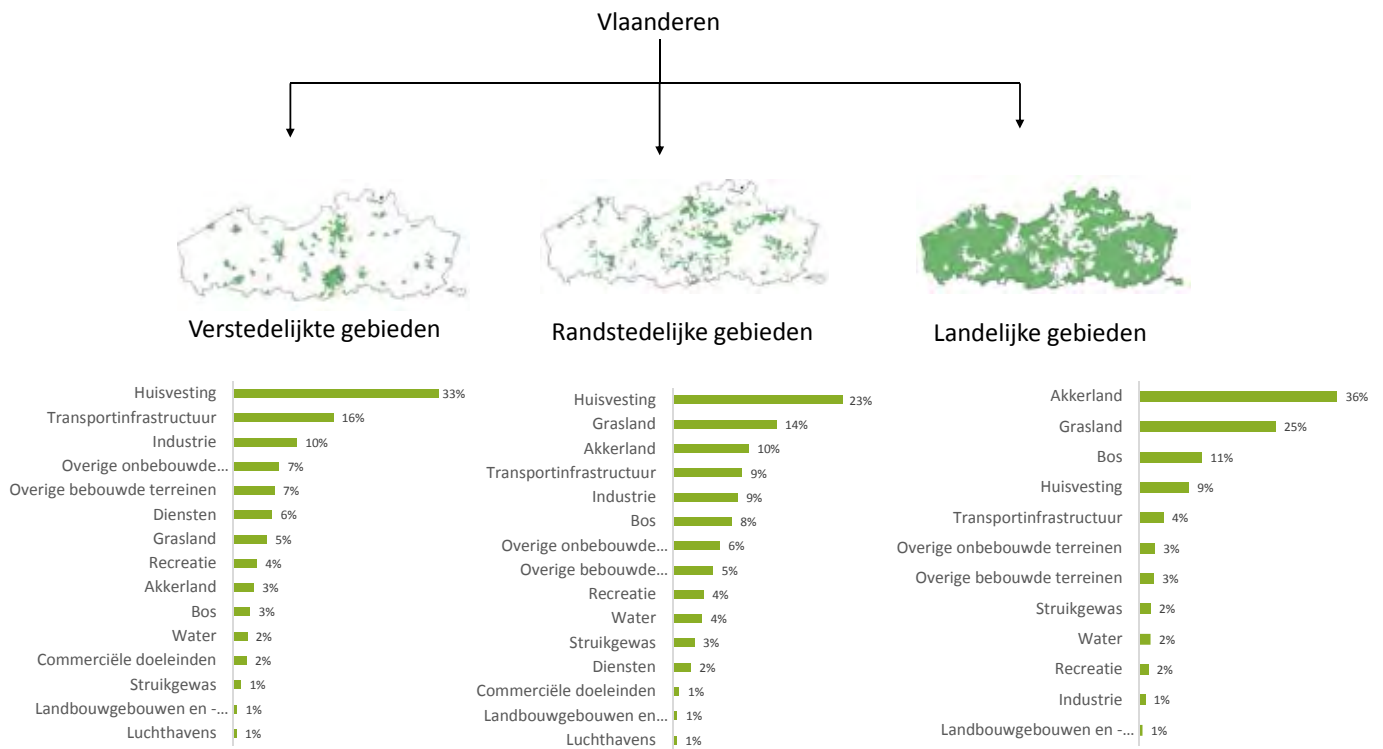 Vlaanderen
Verstedelijkte gebieden
Huisvesting 33%
Transportinfrastructuur 16%
Industrie 10%
Overige onbebouwde... 7%
Overige bebouwde terreinen 7%
Diensten 6%
Grasland 5%
Recreatie 4%
Akkerland 3%
Bos 3%
Water 2%
Commerciële doeleinden 2%
Struikgewas 1%
Landbouwgebouwen en -... 1%
Luchthavens 1%
Randstedelijke gebieden
Huisvesting 23%
Grasland 14%
Akkerland 10%
Transportinfrastructuur 9%
Industrie 9%
Bos 8%
Overige onbebouwde... 6%
Overige bebouwde... 5%
Recreatie 4%
Water 4%
Struikgewas 3%
Diensten 2%
Commerciële doeleinden 1%
Landbouwgebouwen en... 1%
Luchthavens 1%
Landelijke gebieden
Akkerland 36%
Grasland 25%
Bos 11%
Huisvesting 9%
Transportinfrastructuur 4%
Overige onbebouwde terreinen 3%
Overige bebouwde terreinen 3%
Struikgewas 2%
Water 2%
Recreatie 2%
Industrie 1%
Landbouwgebouwen en -... 1%